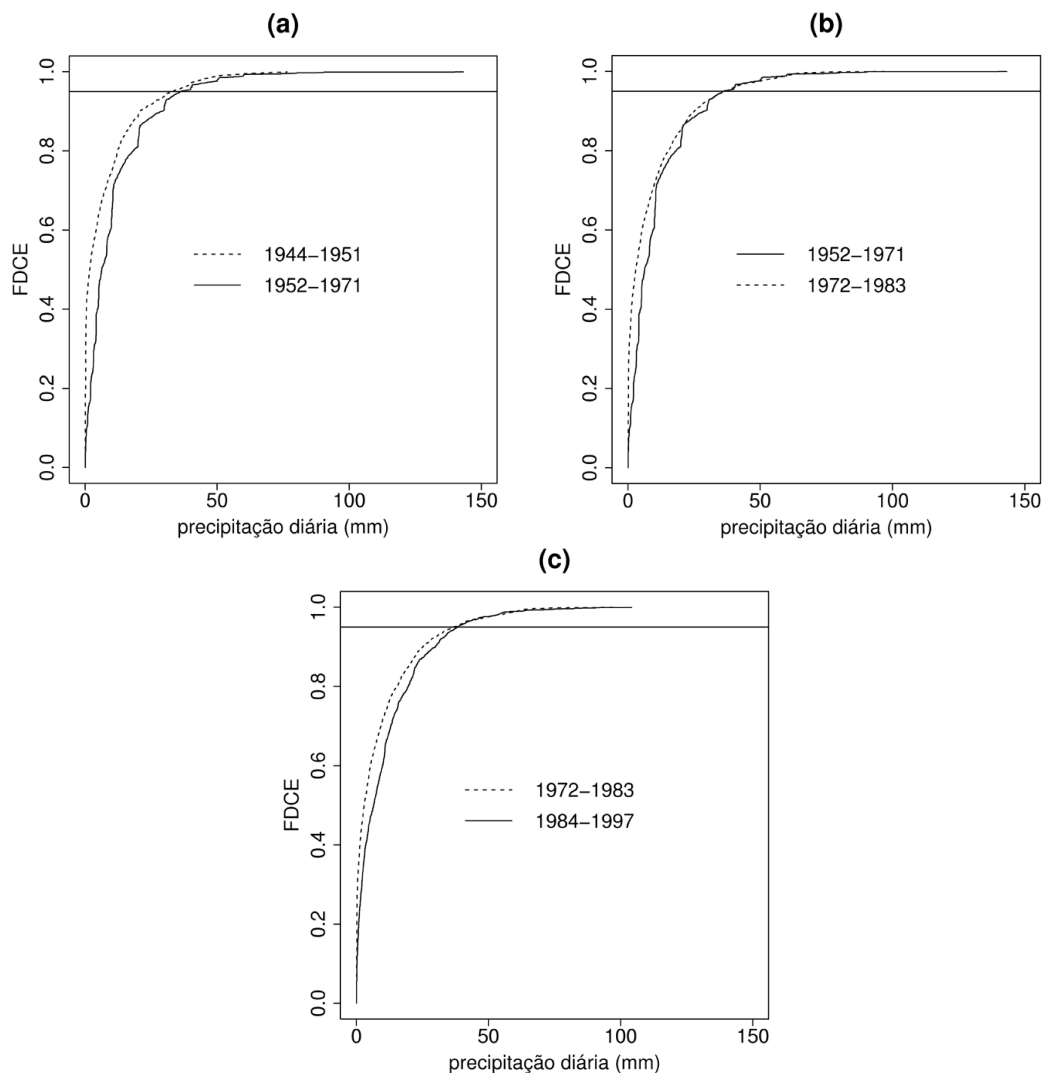 (a)
FDCE
0.0 0.2 0.4 0.6 0.8 1.0
1944−1951
1952−1971
0 50 100 150
precipitação diária (mm)
(b)
FDCE
0.0 0.2 0.4 0.6 0.8 1.0
1952−1971
1972−1983
0 50 100 150
precipitação diária (mm)
(c)
FDCE
0.0 0.2 0.4 0.6 0.8 1.0
1972−1983
1984−1997
0 50 100 150
precipitação diária (mm)